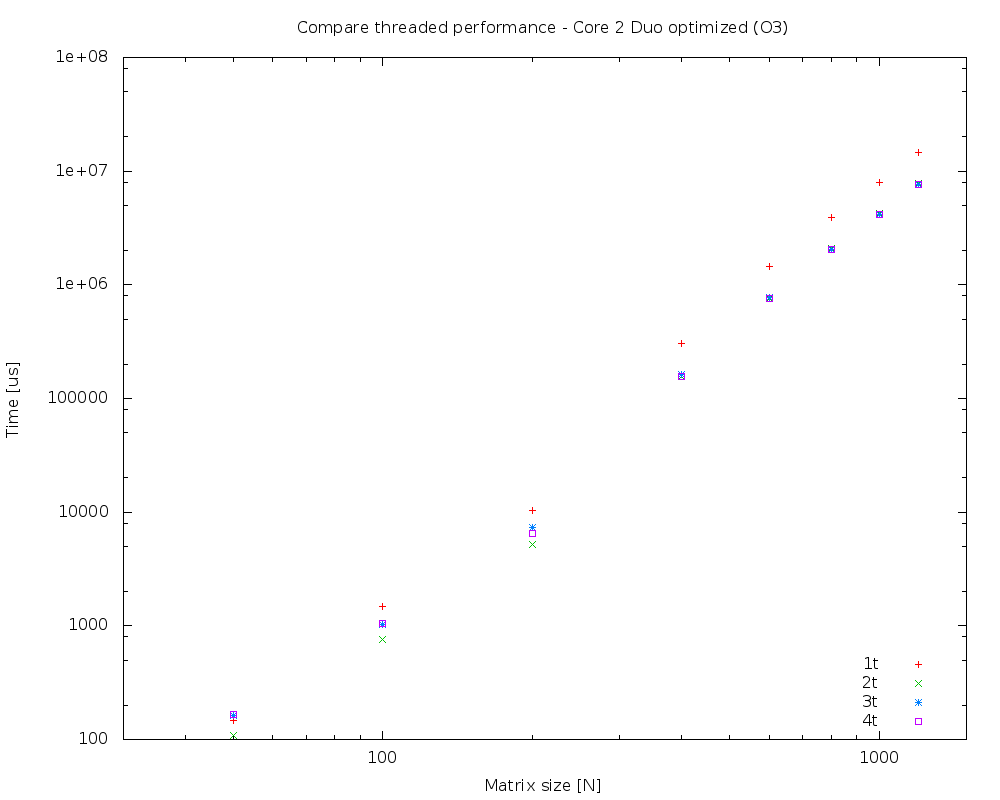 Compare threaded performance - Core 2 Duo optimized (O3)
1e+08
1e+07
1e+06
100000
10000
1000
100
Time [us]
1t
2t
3t
4t
100 1000
Matrix size [N]